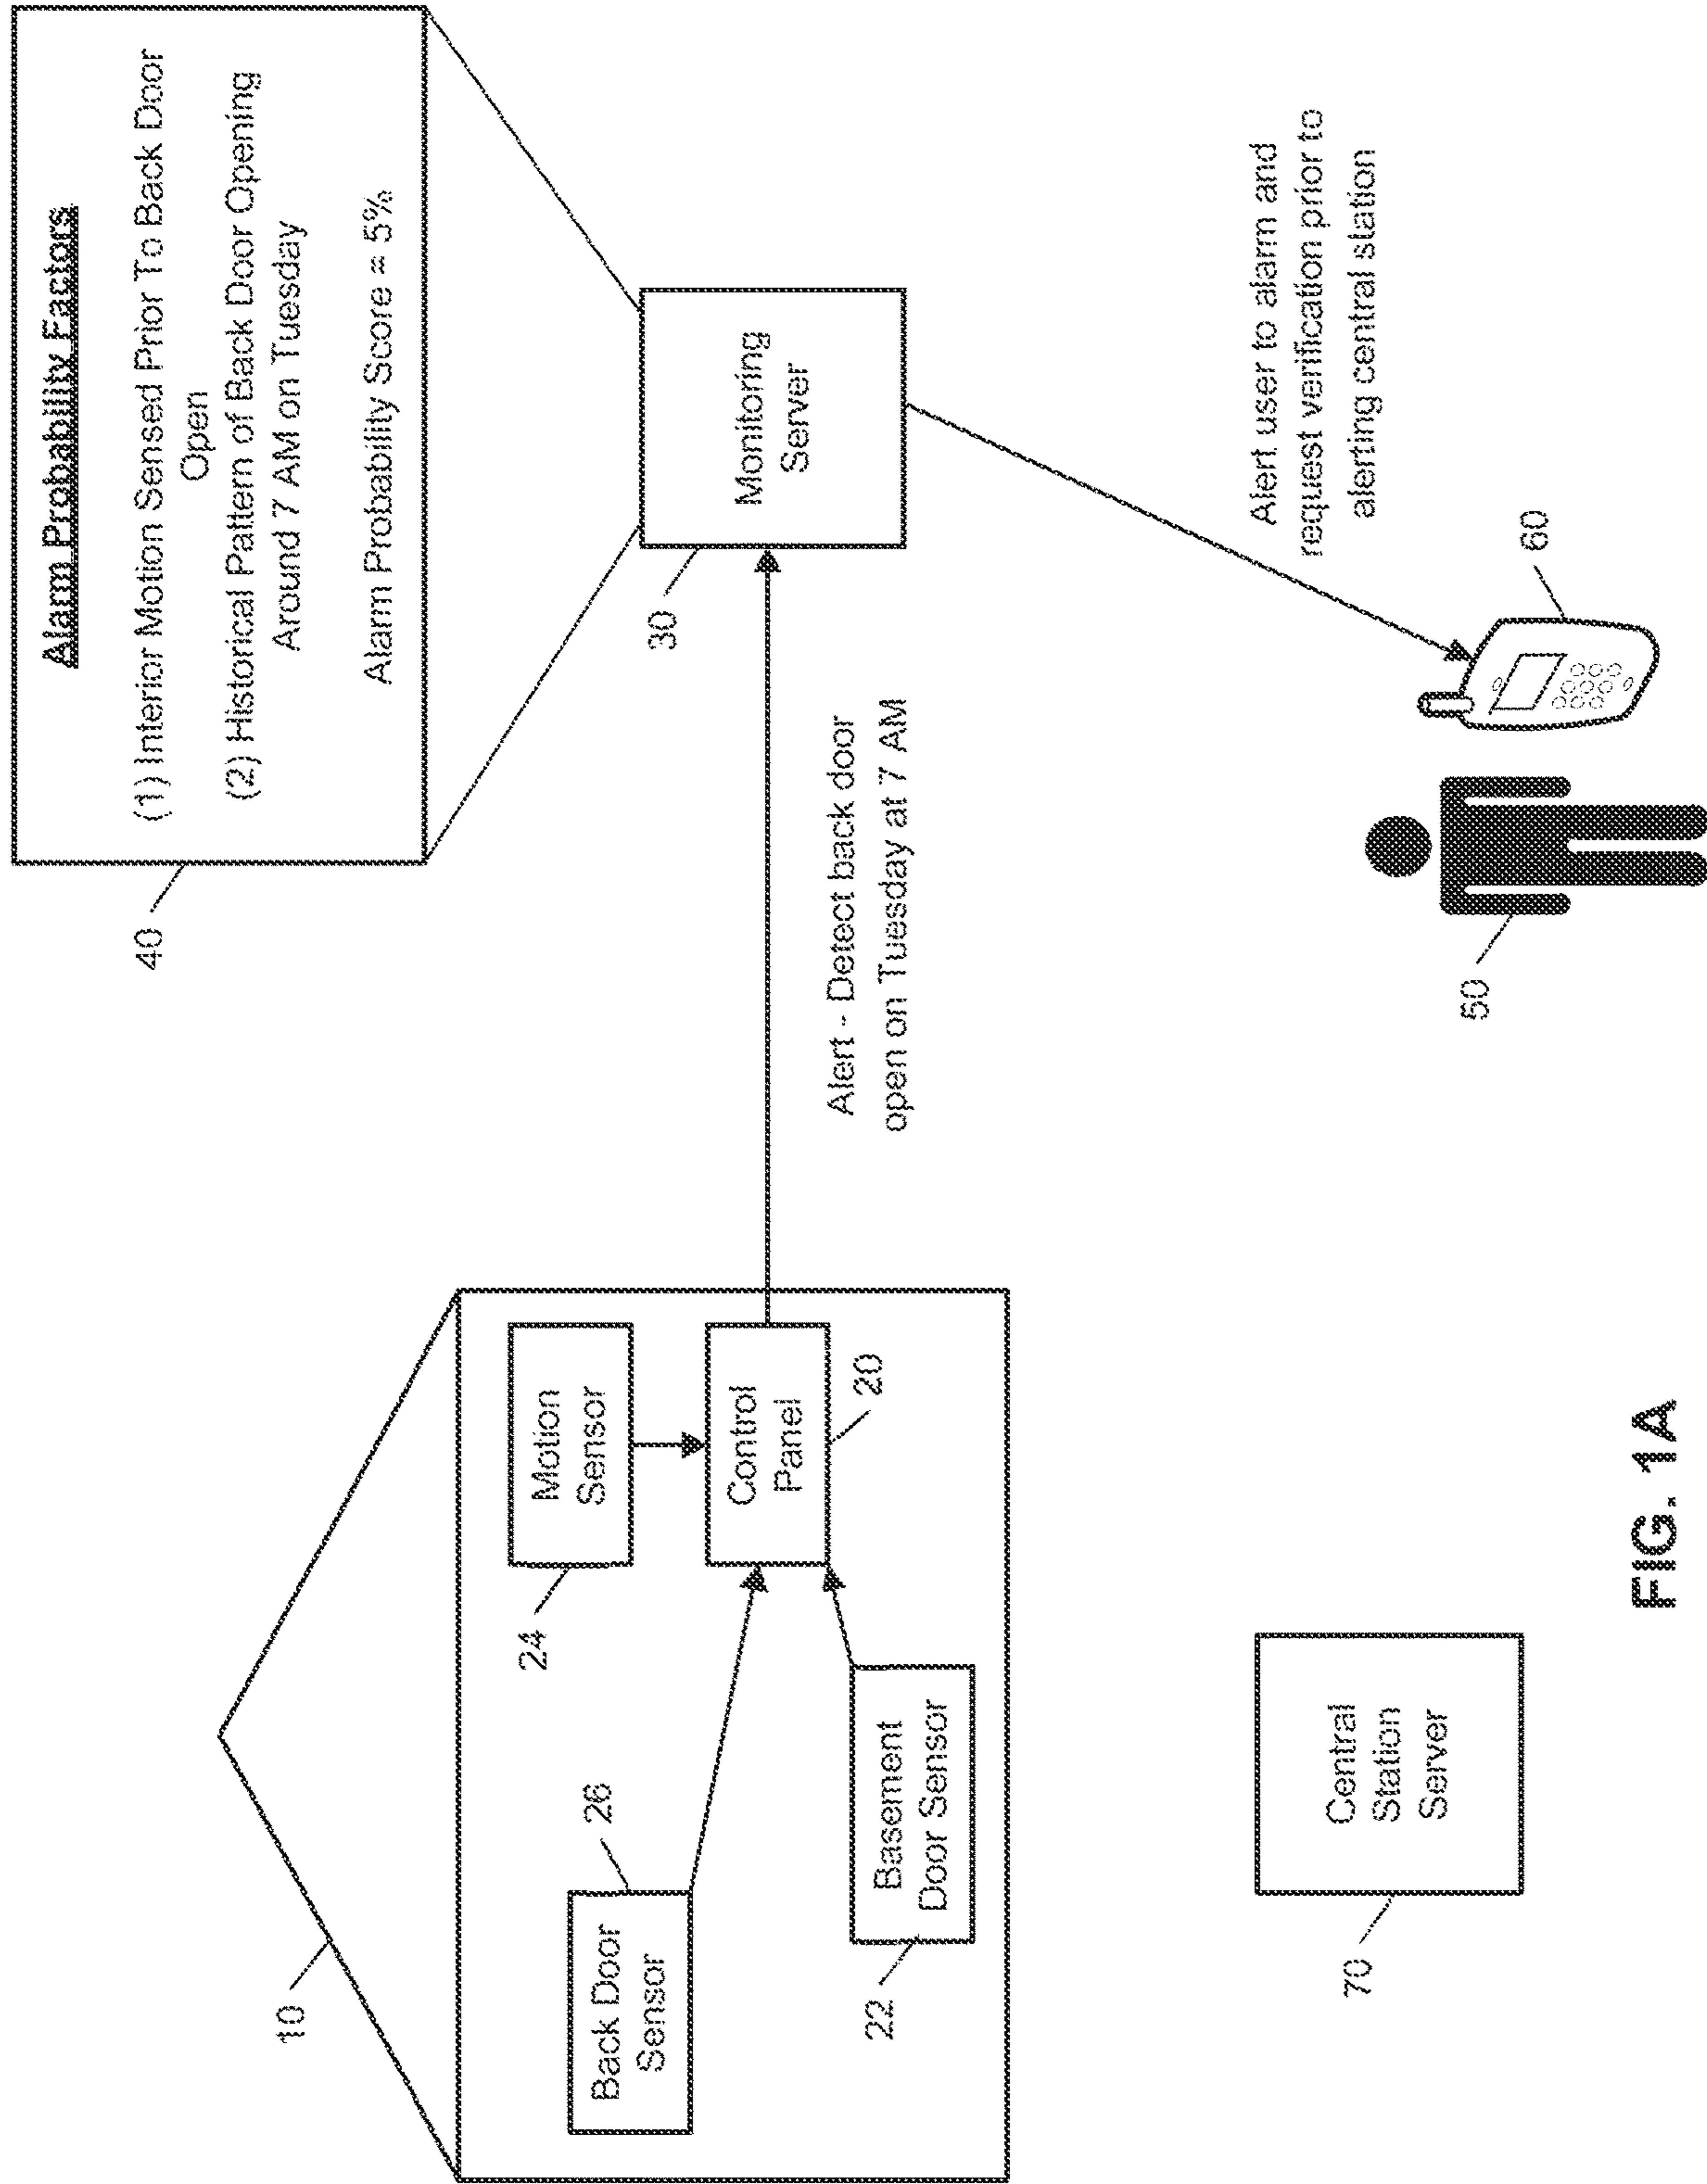 Alarm Probability Factors
(1) Interior Motion Sensed Prior To Back Door
Open
(2) Historical Pattern of Back Door Opening
Around 7 AM on Tuesday
Alarm Probability Score = 5%
40
10
Back Door
Sensor
26
Motion
Sensor
24
Control
Panel
20
Basement
Door Sensor
22
Alert - Detect back door
open on Tuesday at 7 AM
Monitoring
Server
30
Alert user to alarm and
request verification prior to
alerting central station
Central
Station
Server
70
50
60
FIG. 1A